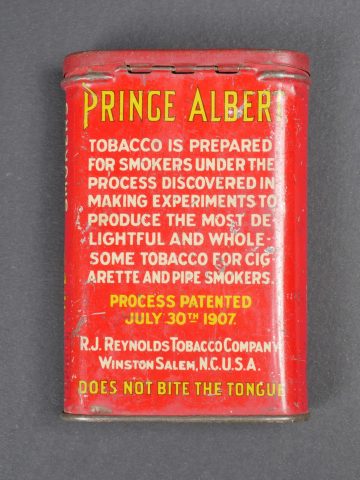 PRINCE ALBERT
TOBACCO IS PREPARED
FOR SMOKERS UNDER THE
PROCESS DISCOVERED IN
MAKING EXPERIMENTS TO
PRODUCE THE MOST DE-
LIGHTFUL AND WHOLE-
SOME TOBACCO FOR CIG
ARETTE AND PIPE SMOKERS.
PROCESS PATENTED
JULY 30TH 1907.
R.J. REYNOLDS TOBACCO COMPANY
WINSTON SALEM, N.C. U.S.A.
DOES NOT BITE THE TONGUE